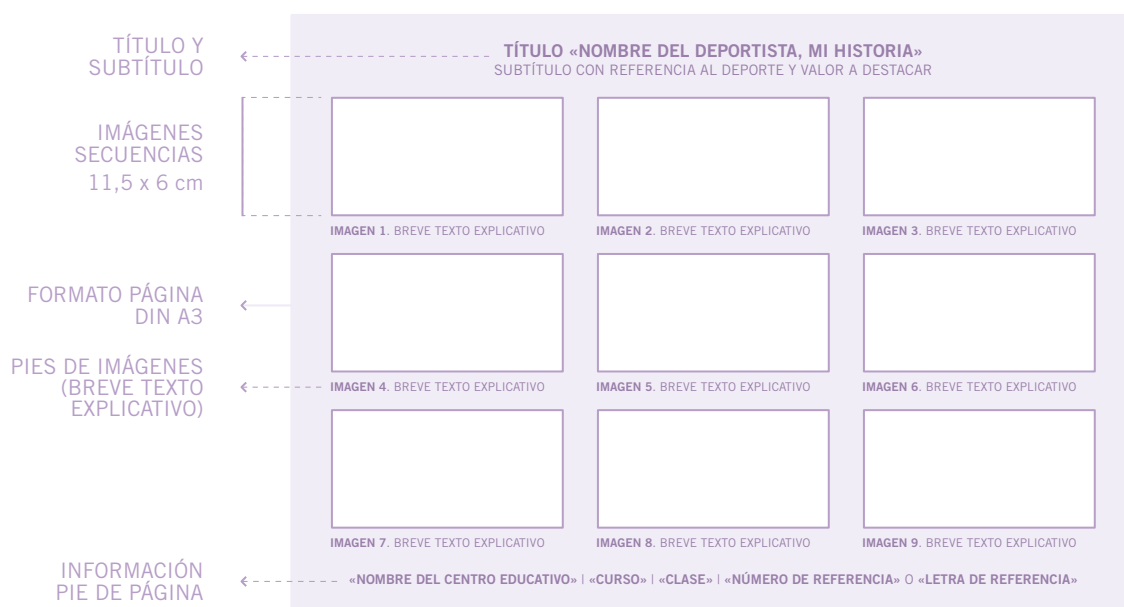 TÍTULO Y
SUBTÍTULO
TÍTULO «NOMBRE DEL DEPORTISTA, MI HISTORIA»
SUBTÍTULO CON REFERENCIA AL DEPORTE Y VALOR A DESTACAR
IMÁGENES
SECUENCIAS
11,5 x 6 cm
IMAGEN 1. BREVE TEXTO EXPLICATIVO
IMAGEN 2. BREVE TEXTO EXPLICATIVO
IMAGEN 3. BREVE TEXTO EXPLICATIVO
FORMATO PÁGINA
DIN A3
PIES DE IMÁGENES
(BREVE TEXTO
EXPLICATIVO)
IMAGEN 4. BREVE TEXTO EXPLICATIVO
IMAGEN 5. BREVE TEXTO EXPLICATIVO
IMAGEN 6. BREVE TEXTO EXPLICATIVO
IMAGEN 7. BREVE TEXTO EXPLICATIVO
IMAGEN 8. BREVE TEXTO EXPLICATIVO
IMAGEN 9. BREVE TEXTO EXPLICATIVO
INFORMACIÓN
PIE DE PÁGINA
«NOMBRE DEL CENTRO EDUCATIVO» | «CURSO» | «CLASE» | «NÚMERO DE REFERENCIA» O «LETRA DE REFERENCIA»